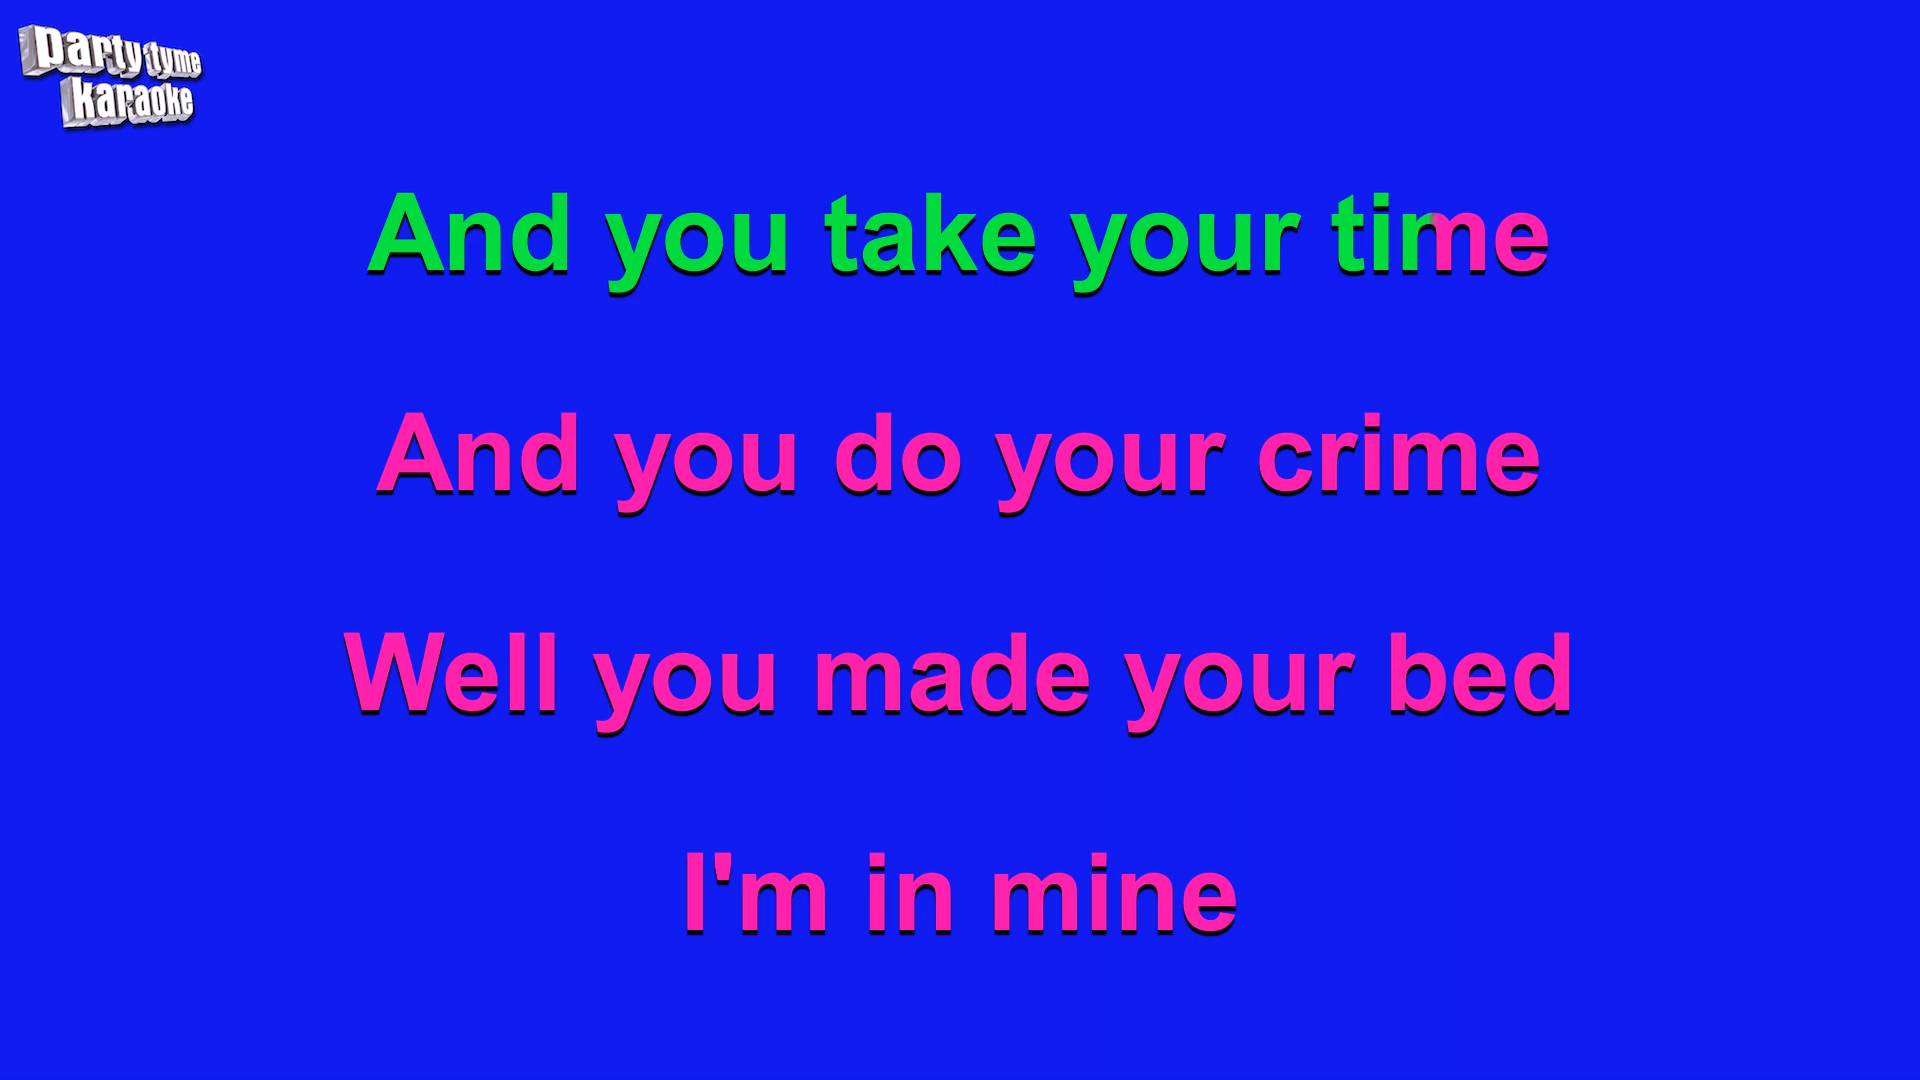 party tyme
karaoke
And you take your time
And you do your crime
Well you made your bed
I'm in mine